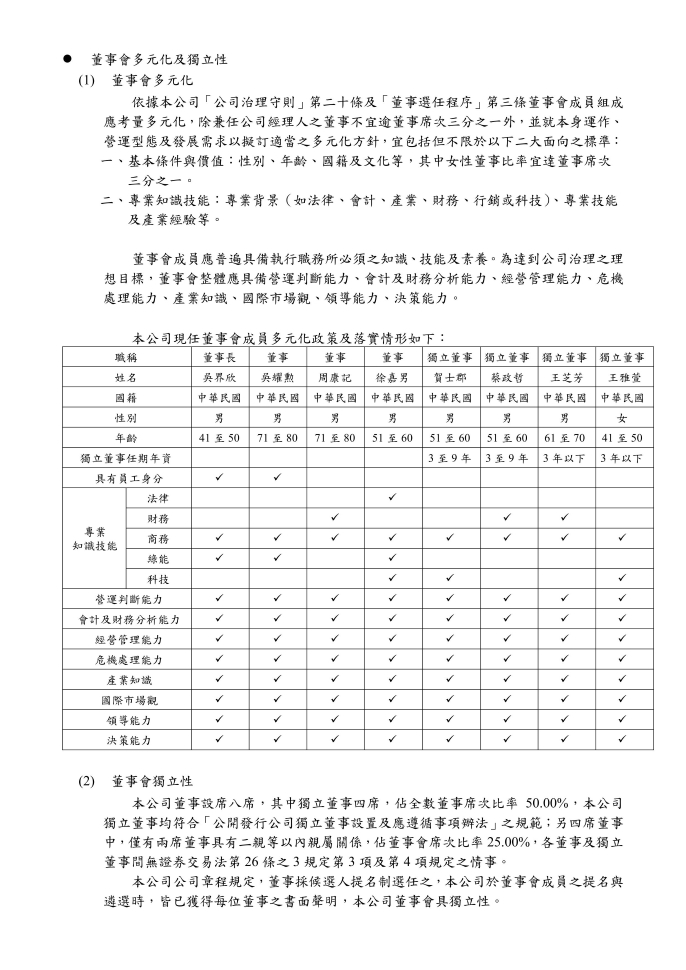 ● 董事會多元化及獨立性
(1) 董事會多元化
依據本公司「公司治理守則」第二十條及「董事選任程序」第三條董事會成員組成
應考量多元化，除兼任公司經理人之董事不宜逾董事席次三分之一外，並就本身運作、
營運型態及發展需求以擬訂適當之多元化方針，宜包括但不限於以下二大面向之標準：
一、基本條件與價值：性別、年齡、國籍及文化等，其中女性董事比率宜達董事席次
三分之一。
二、專業知識技能：專業背景（如法律、會計、產業、財務、行銷或科技）、專業技能
及產業經驗等。
董事會成員應普遍具備執行職務所必須之知識、技能及素養。為達到公司治理之理
想目標，董事會整體應具備營運判斷能力、會計及財務分析能力、經營管理能力、危機
處理能力、產業知識、國際市場觀、領導能力、決策能力。
本公司現任董事會成員多元化政策及落實情形如下：
職稱 董事長 董事 董事 董事 獨立董事 獨立董事 獨立董事 獨立董事
姓名 吳界欣 吳耀勳 周康記 徐嘉男 賀士郡 蔡政哲 王芝芳 王雅萱
國籍 中華民國 中華民國 中華民國 中華民國 中華民國 中華民國 中華民國 中華民國
性別 男 男 男 男 男 男 男 女
年齡 41 至 50 71 至 80 71 至 80 51 至 60 51 至 60 51 至 60 61 至 70 41 至 50
獨立董事任期年資 3 至 9 年 3 至 9 年 3 年以下 3 年以下
具有員工身分 ✓ ✓
專業
知識技能
法律 ✓
財務 ✓ ✓ ✓
商務 ✓ ✓ ✓ ✓ ✓ ✓ ✓ ✓
綠能 ✓ ✓ ✓
科技 ✓ ✓ ✓
營運判斷能力 ✓ ✓ ✓ ✓ ✓ ✓ ✓ ✓
會計及財務分析能力 ✓ ✓ ✓ ✓ ✓ ✓ ✓ ✓
經營管理能力 ✓ ✓ ✓ ✓ ✓ ✓ ✓ ✓
危機處理能力 ✓ ✓ ✓ ✓ ✓ ✓ ✓ ✓
產業知識 ✓ ✓ ✓ ✓ ✓ ✓ ✓ ✓
國際市場觀 ✓ ✓ ✓ ✓ ✓ ✓ ✓ ✓
領導能力 ✓ ✓ ✓ ✓ ✓ ✓ ✓ ✓
決策能力 ✓ ✓ ✓ ✓ ✓ ✓ ✓ ✓
(2) 董事會獨立性
本公司董事設席八席，其中獨立董事四席，佔全數董事席次比率 50.00%，本公司
獨立董事均符合「公開發行公司獨立董事設置及應遵循事項辦法」之規範；另四席董事
中，僅有兩席董事具有二親等以內親屬關係，佔董事會席次比率 25.00%，各董事及獨立
董事間無證券交易法第 26 條之 3 規定第 3 項及第 4 項規定之情事。
本公司公司章程規定，董事採候選人提名制選任之，本公司於董事會成員之提名與
遴選時，皆已獲得每位董事之書面聲明，本公司董事會具獨立性。